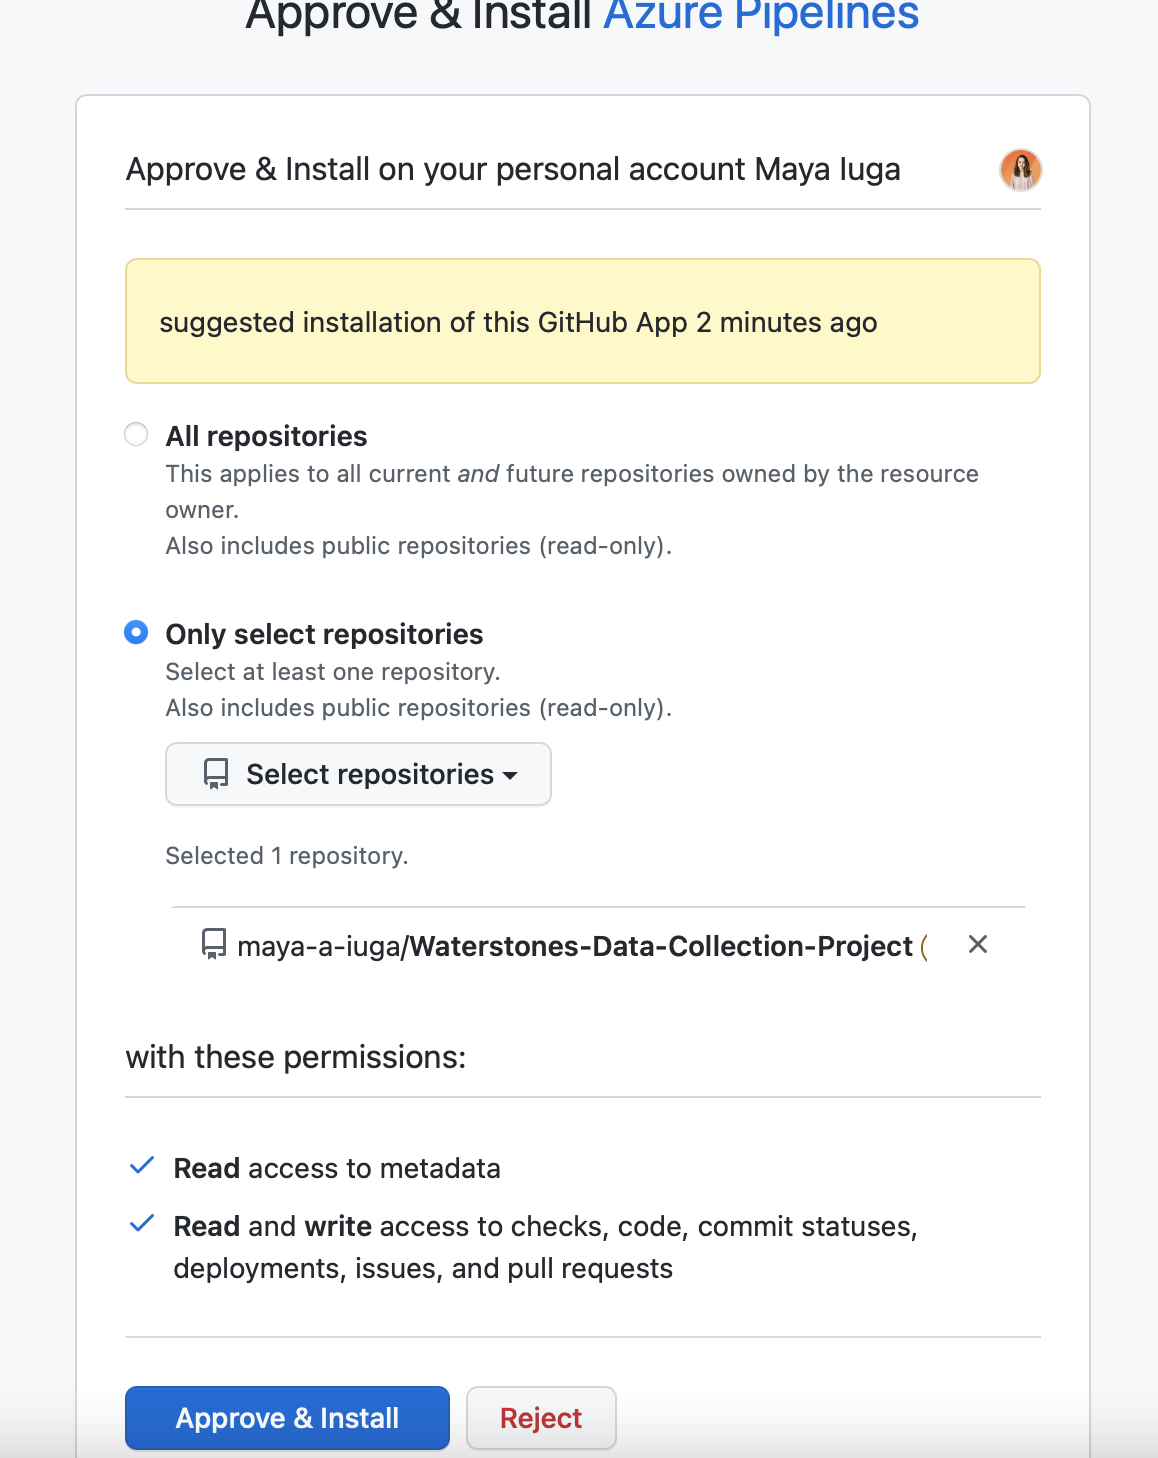 Approve & Install Azure Pipelines
Approve & Install on your personal account Maya Iuga
suggested installation of this GitHub App 2 minutes ago
All repositories
This applies to all current and future repositories owned by the resource
owner.
Also includes public repositories (read-only).
Only select repositories
Select at least one repository.
Also includes public repositories (read-only).
Select repositories
Selected 1 repository.
maya-a-iuga/Waterstones-Data-Collection-Project (
with these permissions:
Read access to metadata
Read and write access to checks, code, commit statuses,
deployments, issues, and pull requests
Approve & Install
Reject